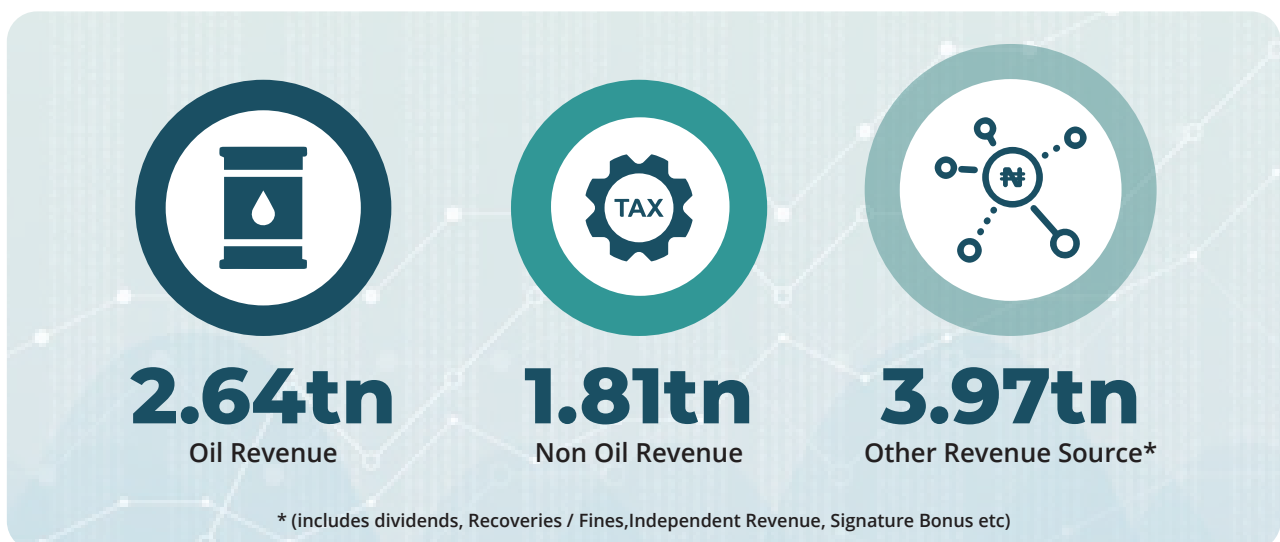 TAX
₦
2.64tn
Oil Revenue
1.81tn
Non Oil Revenue
3.97tn
Other Revenue Source*
* (includes dividends, Recoveries / Fines,Independent Revenue, Signature Bonus etc)